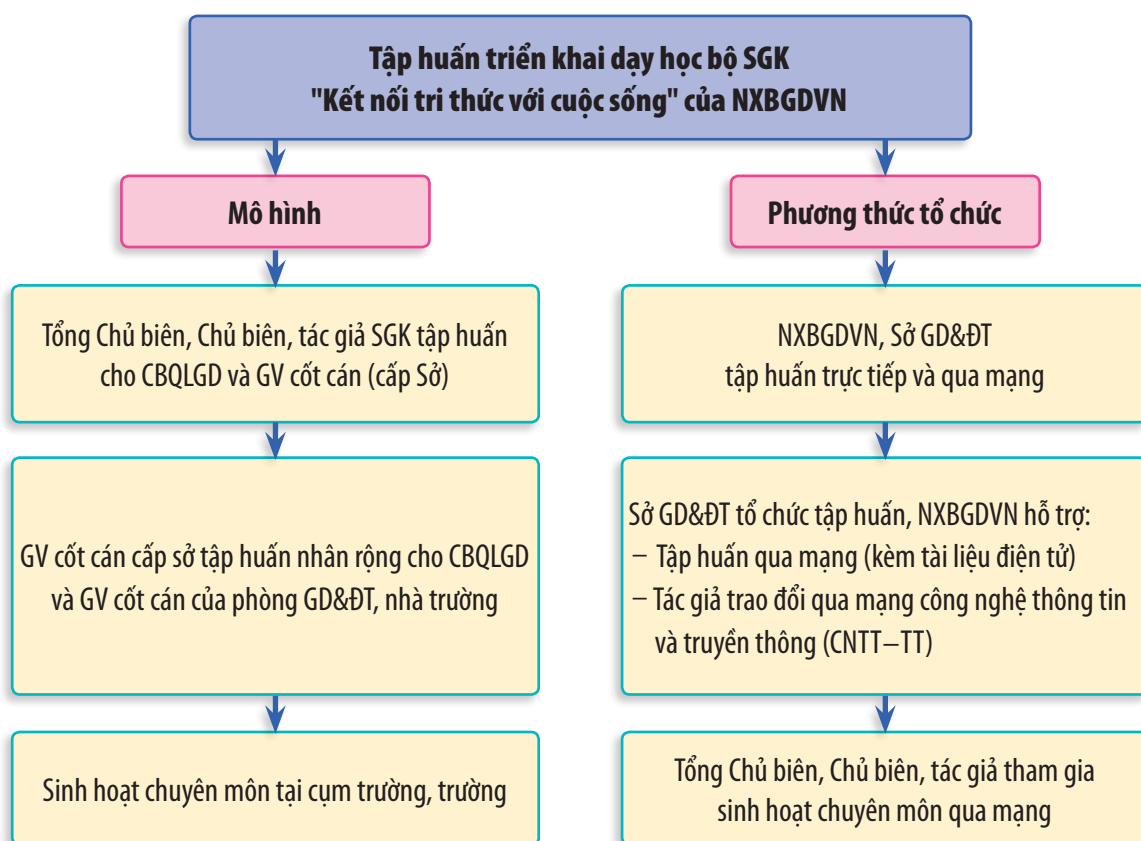 Tập huấn triển khai dạy học bộ SGK
"Kết nối tri thức với cuộc sống" của NXBGDVN
Mô hình
Tổng Chủ biên, Chủ biên, tác giả SGK tập huấn
cho CBQLGD và GV cốt cán (cấp Sở)
GV cốt cán cấp sở tập huấn nhân rộng cho CBQLGD
và GV cốt cán của phòng GD&ĐT, nhà trường
Sinh hoạt chuyên môn tại cụm trường, trường
Phương thức tổ chức
NXBGDVN, Sở GD&ĐT
tập huấn trực tiếp và qua mạng
Sở GD&ĐT tổ chức tập huấn, NXBGDVN hỗ trợ:
– Tập huấn qua mạng (kèm tài liệu điện tử)
– Tác giả trao đổi qua mạng công nghệ thông tin
và truyền thông (CNTT–TT)
Tổng Chủ biên, Chủ biên, tác giả tham gia
sinh hoạt chuyên môn qua mạng